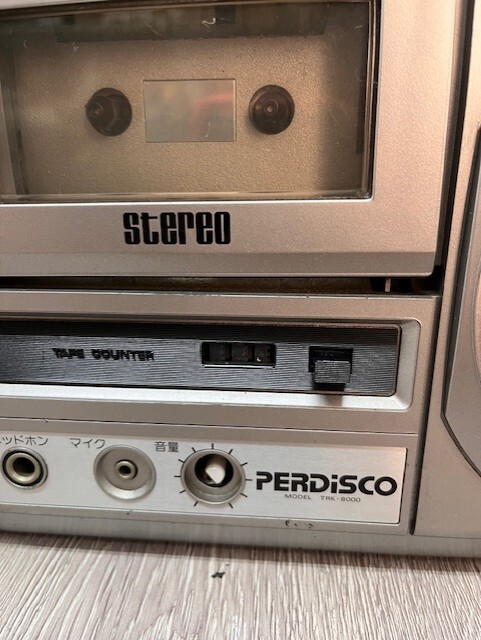 stereo
TAPE COUNTER
ッドホン マイク 音量
PERDiSCO
MODEL TRK-8000